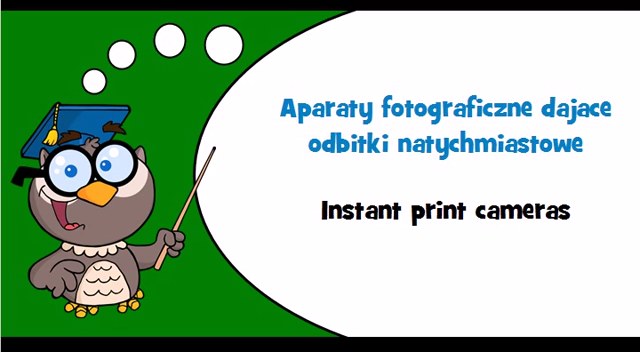 Aparaty fotograficzne dajace
odbitki natychmiastowe
Instant print cameras